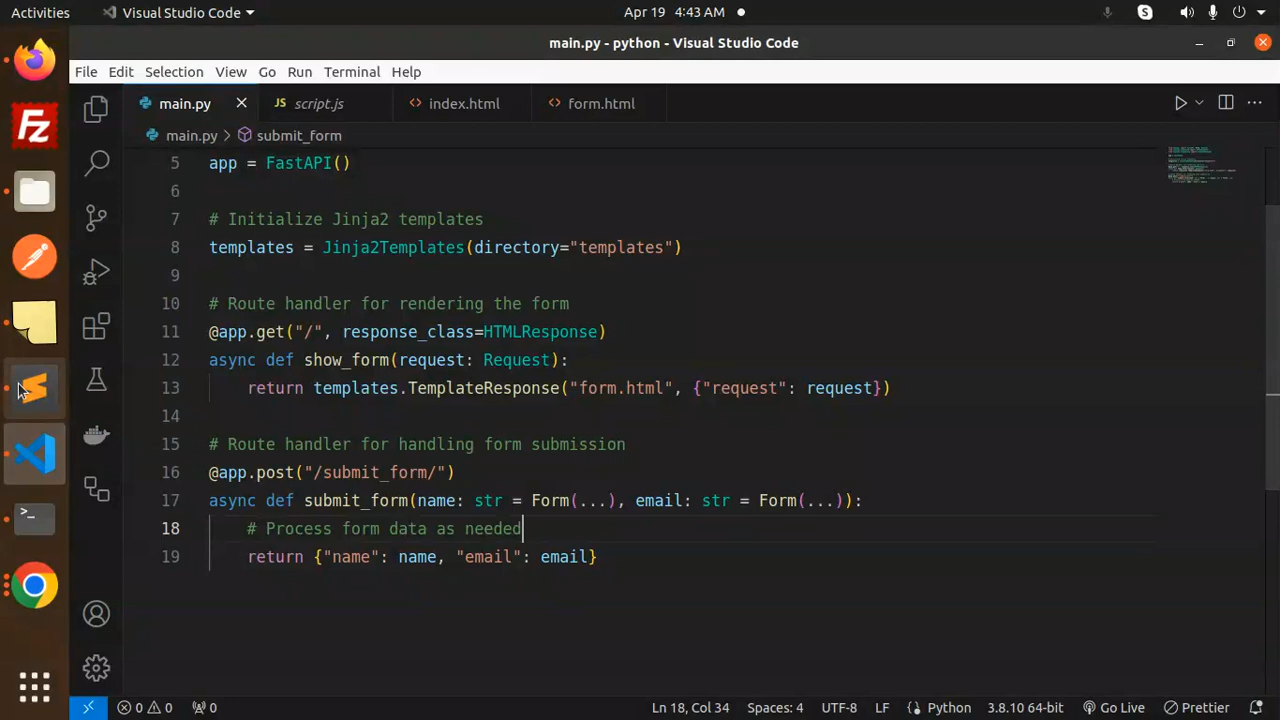 Activities
Visual Studio Code
Apr 19 4:43 AM
S
main.py - python - Visual Studio Code
File Edit Selection View Go Run Terminal Help
main.py
JS script.js
<> index.html
<> form.html
main.py > submit_form
5 app = FastAPI()
6
7 # Initialize Jinja2 templates
8 templates = Jinja2Templates(directory="templates")
9
10 # Route handler for rendering the form
11 @app.get("/", response_class=HTMLResponse)
12 async def show_form(request: Request):
13 return templates.TemplateResponse("form.html", {"request": request})
14
15 # Route handler for handling form submission
16 @app.post("/submit_form/")
17 async def submit_form(name: str = Form(...), email: str = Form(...)):
18 # Process form data as needed
19 return {"name": name, "email": email}
Fz
0 0 0 Ln 18, Col 34 Spaces: 4 UTF-8 LF Python 3.8.10 64-bit Go Live Prettier